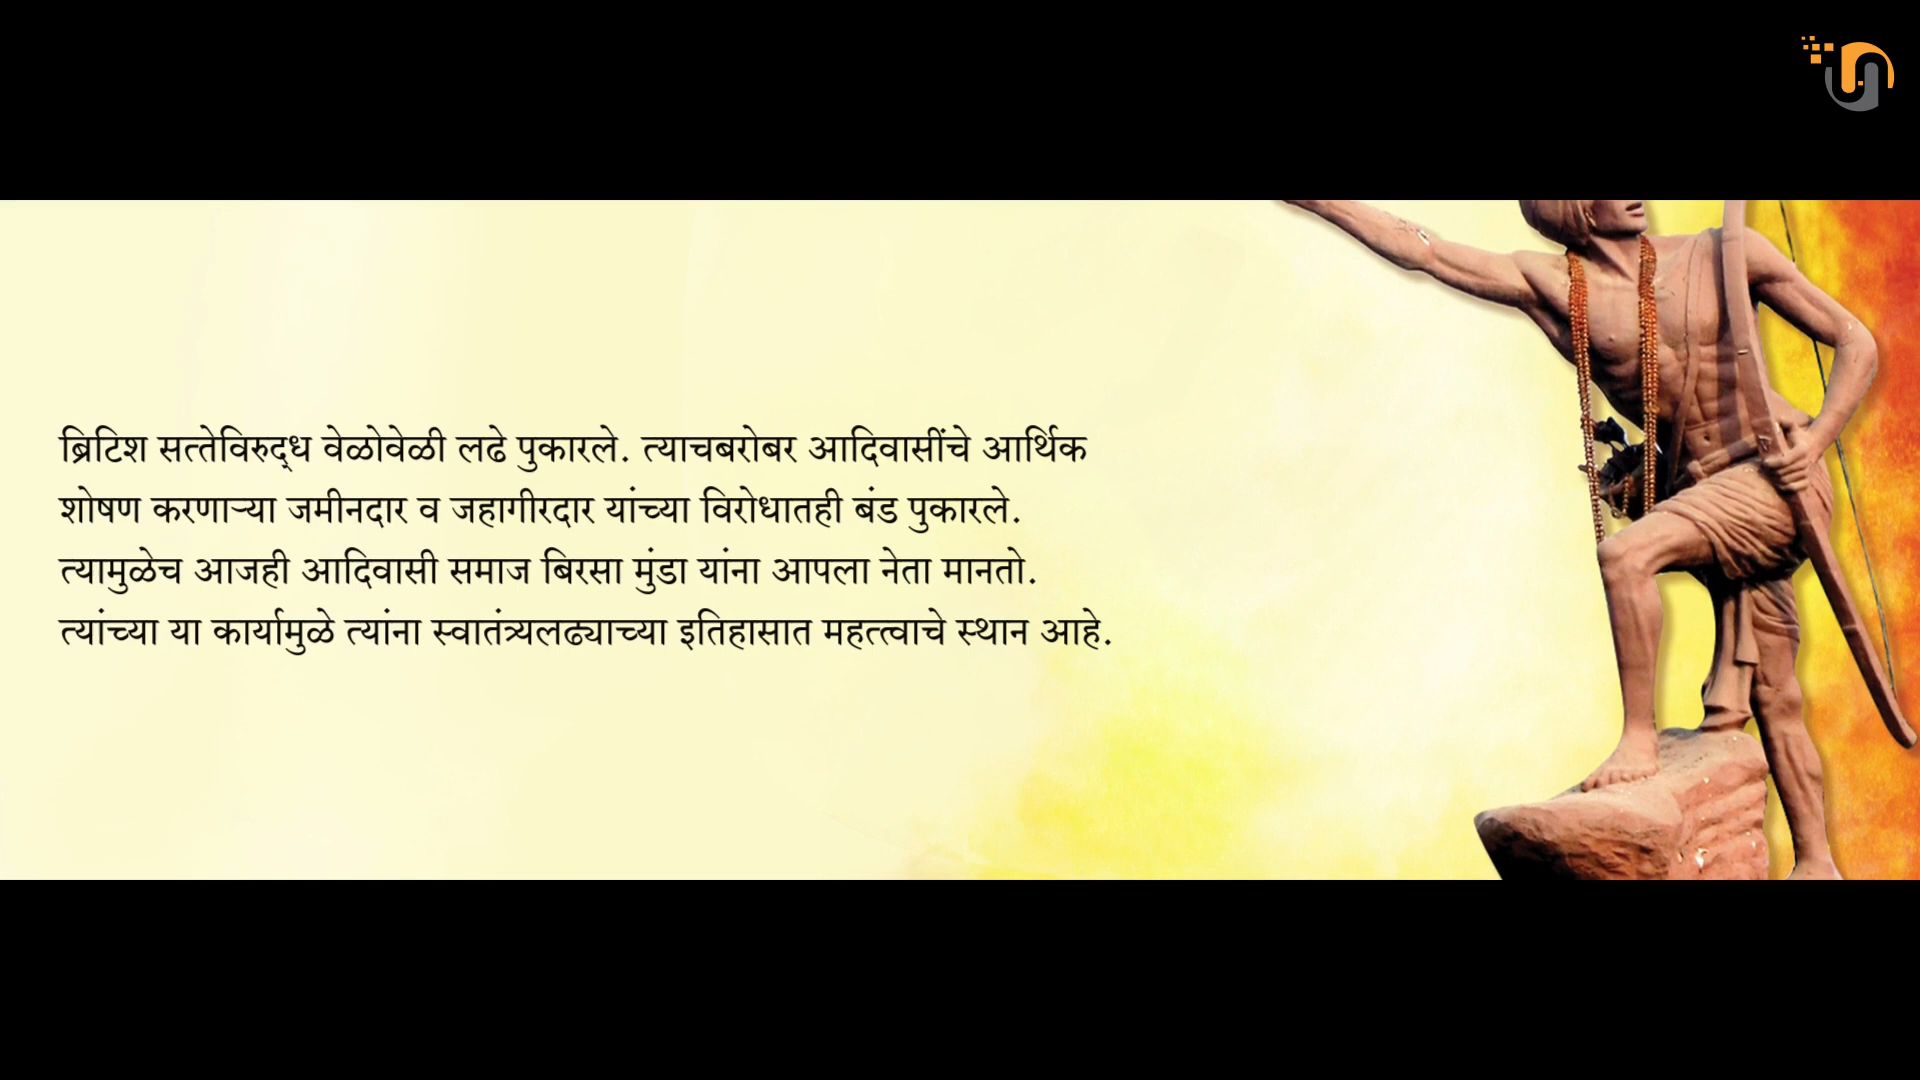 ब्रिटिश सत्तेविरुद्ध वेळोवेळी लढे पुकारले. त्याचबरोबर आदिवासींचे आर्थिक
शोषण करणाऱ्या जमीनदार व जहागीरदार यांच्या विरोधातही बंड पुकारले.
त्यामुळेच आजही आदिवासी समाज बिरसा मुंडा यांना आपला नेता मानतो.
त्यांच्या या कार्यामुळे त्यांना स्वातंत्र्यलढ्याच्या इतिहासात महत्त्वाचे स्थान आहे.